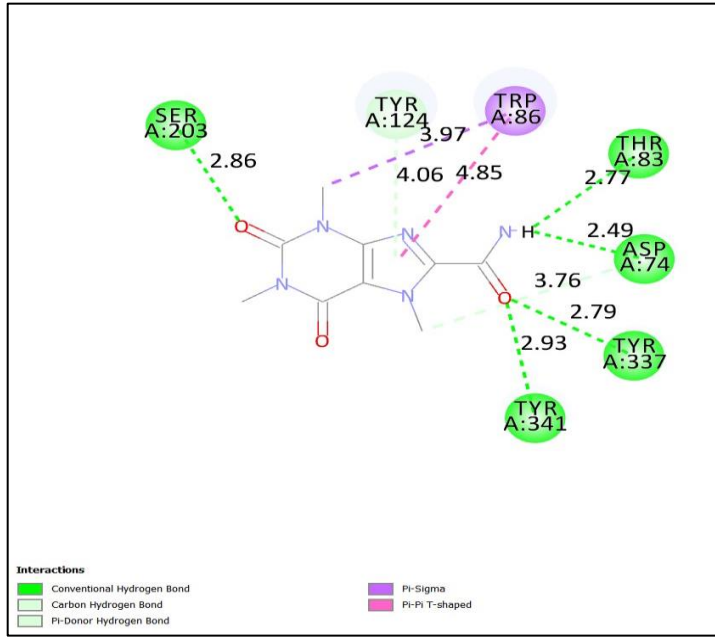 SER
A:203
TYR
A:124
TRP
A:86
THR
A:83
2.86
3.97
4.06
4.85
2.77
2.49
ASP
A:74
3.76
2.79
2.93
TYR
A:337
TYR
A:341
O
N
N
N
H
N
N
O
O
Interactions
Conventional Hydrogen Bond
Carbon Hydrogen Bond
Pi-Donor Hydrogen Bond
Pi-Sigma
Pi-Pi T-shaped